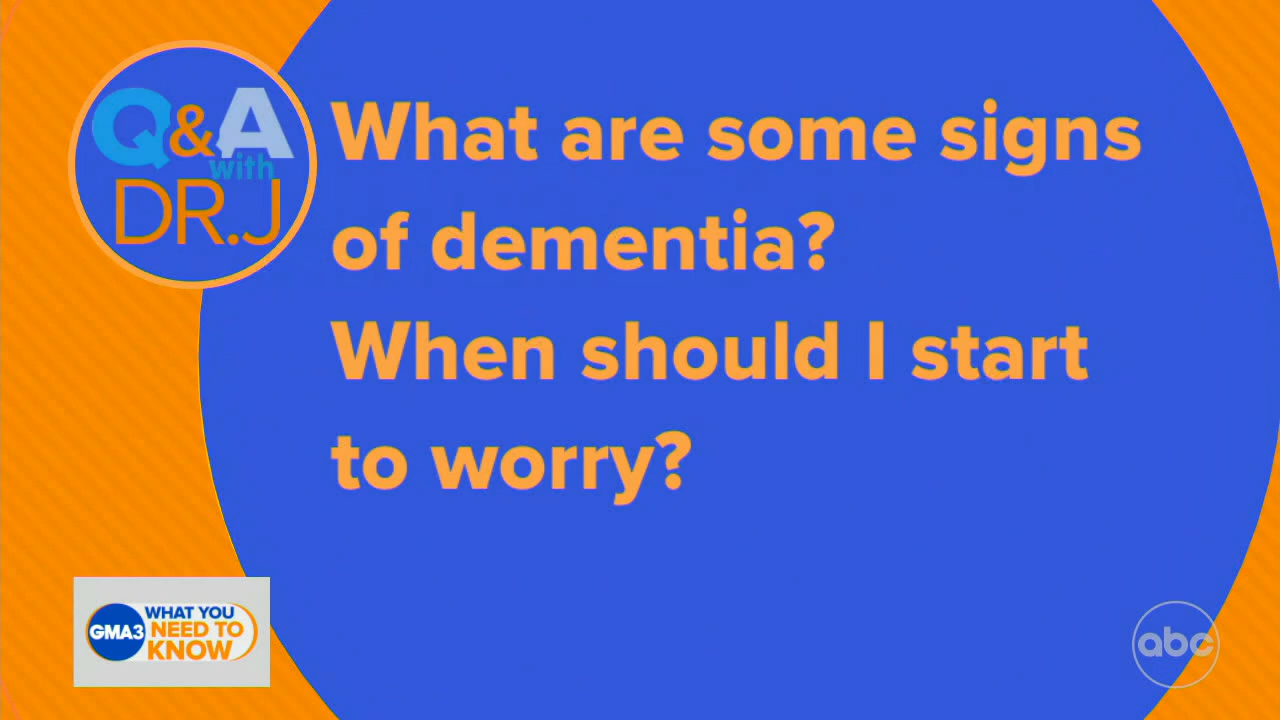 Q&A
with
DR.J
What are some signs
of dementia?
When should I start
to worry?
GMA3
WHAT YOU
NEED TO
KNOW
abc